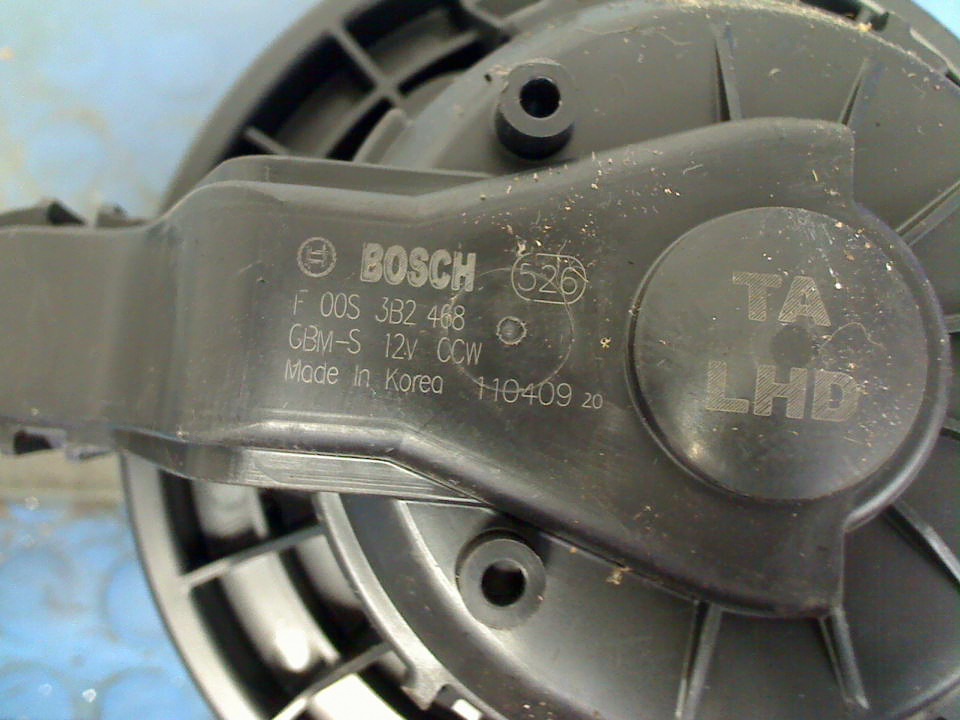 BOSCH 526
F 00S 3B2 468
GBM-S 12V CCW
Made In Korea 110409 20
TA
LHD